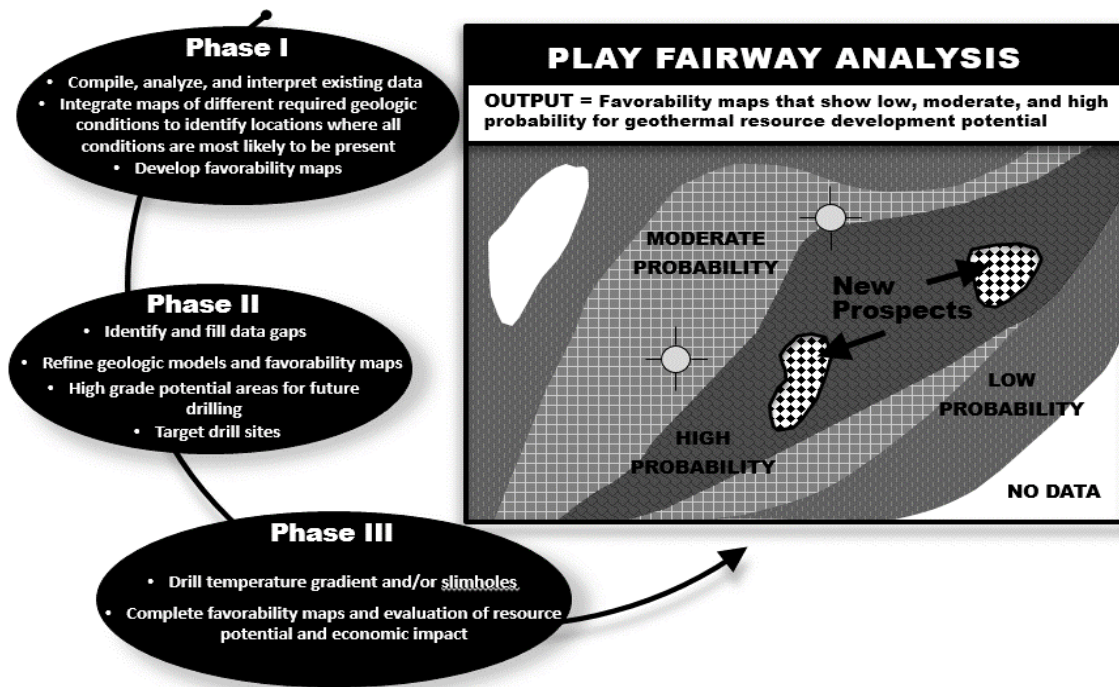 Phase I
• Compile, analyze, and interpret existing data
• Integrate maps of different required geologic
conditions to identify locations where all
conditions are most likely to be present
• Develop favorability maps
Phase II
• Identify and fill data gaps
• Refine geologic models and favorability maps
• High grade potential areas for future
drilling
• Target drill sites
Phase III
• Drill temperature gradient and/or slimholes
• Complete favorability maps and evaluation of resource
potential and economic impact
PLAY FAIRWAY ANALYSIS
OUTPUT = Favorability maps that show low, moderate, and high
probability for geothermal resource development potential
MODERATE
PROBABILITY
New
Prospects
LOW
PROBABILITY
HIGH
PROBABILITY
NO DATA